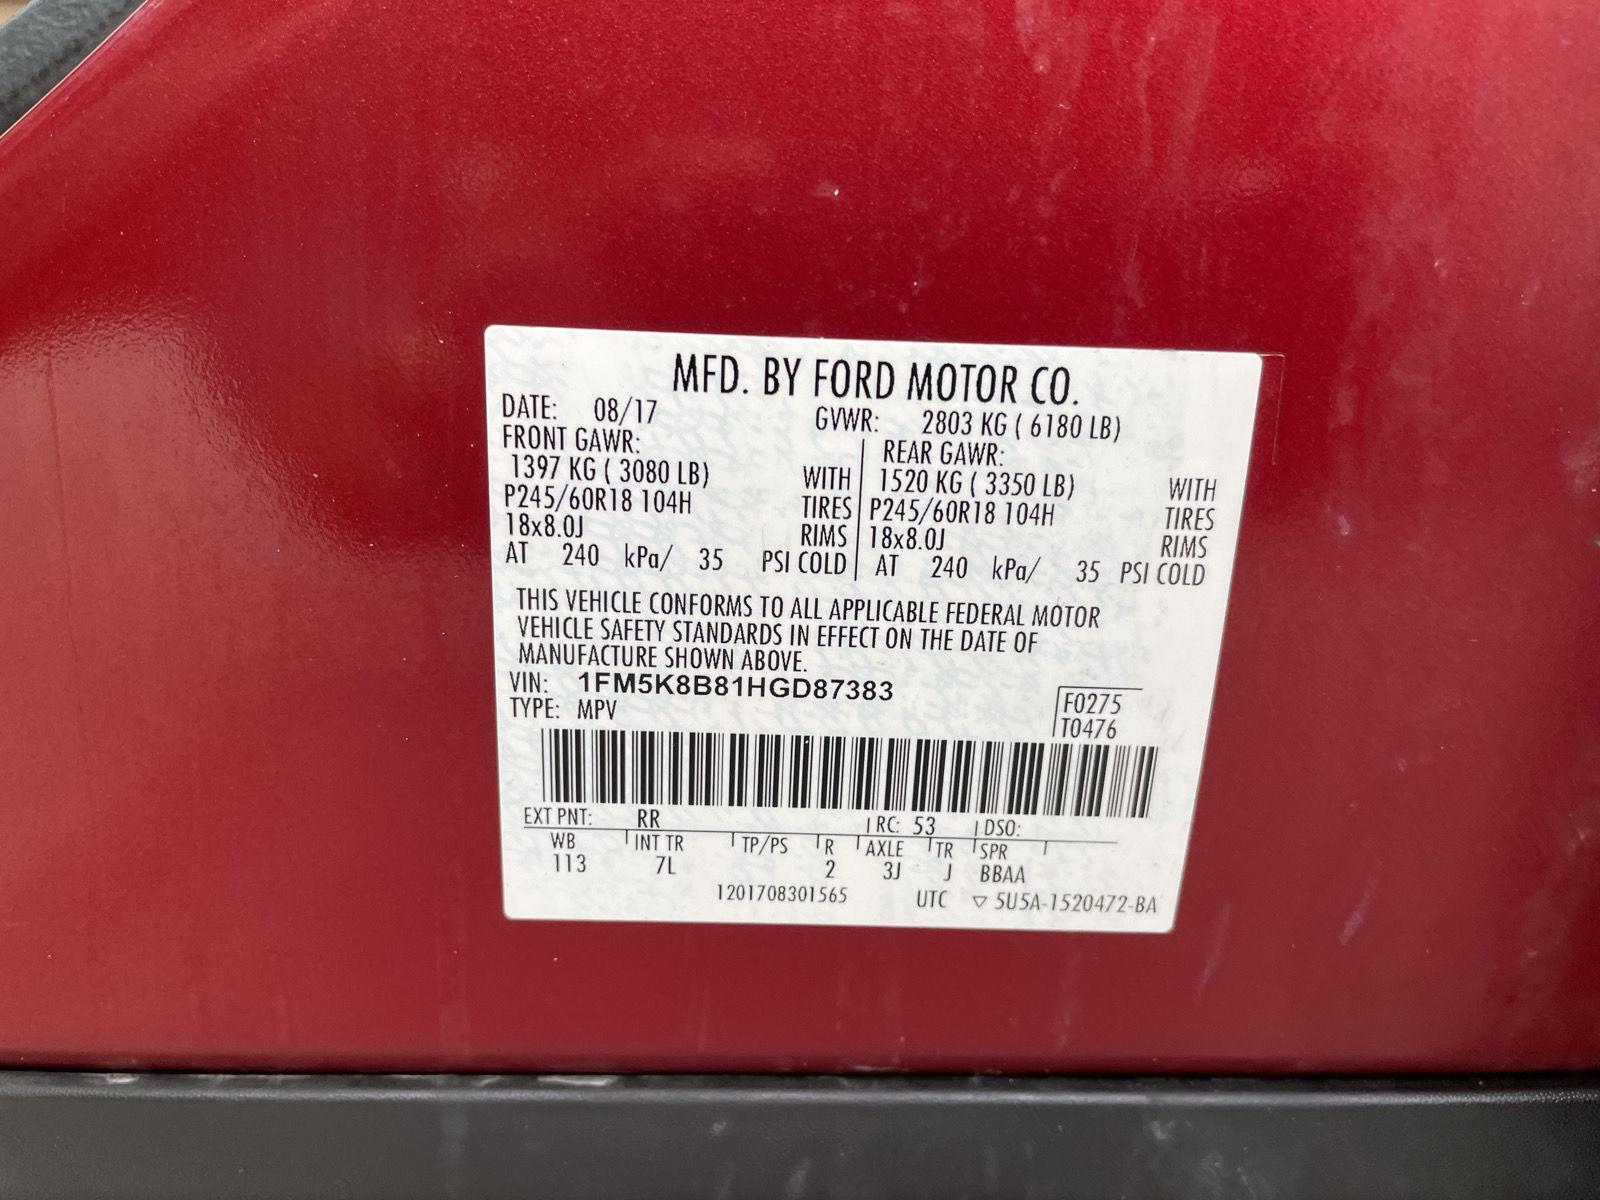 MFD. BY FORD MOTOR CO.
DATE: 08/17 GVWR: 2803 KG ( 6180 LB)
FRONT GAWR: REAR GAWR:
1397 KG ( 3080 LB) WITH 1520 KG ( 3350 LB) WITH
P245/60R18 104H TIRES P245/60R18 104H TIRES
18x8.0J RIMS 18x8.0J RIMS
AT 240 kPa/ 35 PSI COLD AT 240 kPa/ 35 PSI COLD
THIS VEHICLE CONFORMS TO ALL APPLICABLE FEDERAL MOTOR
VEHICLE SAFETY STANDARDS IN EFFECT ON THE DATE OF
MANUFACTURE SHOWN ABOVE.
VIN: 1FM5K8B81HGD87383
TYPE: MPV
F0275
T0476
EXT PNT: RR RC: 53 DSO:
WB INT TR TP/PS R AXLE TR SPR
113 7L 2 3J J BBAA
1201708301565 UTC ▽ 5U5A-1520472-BA